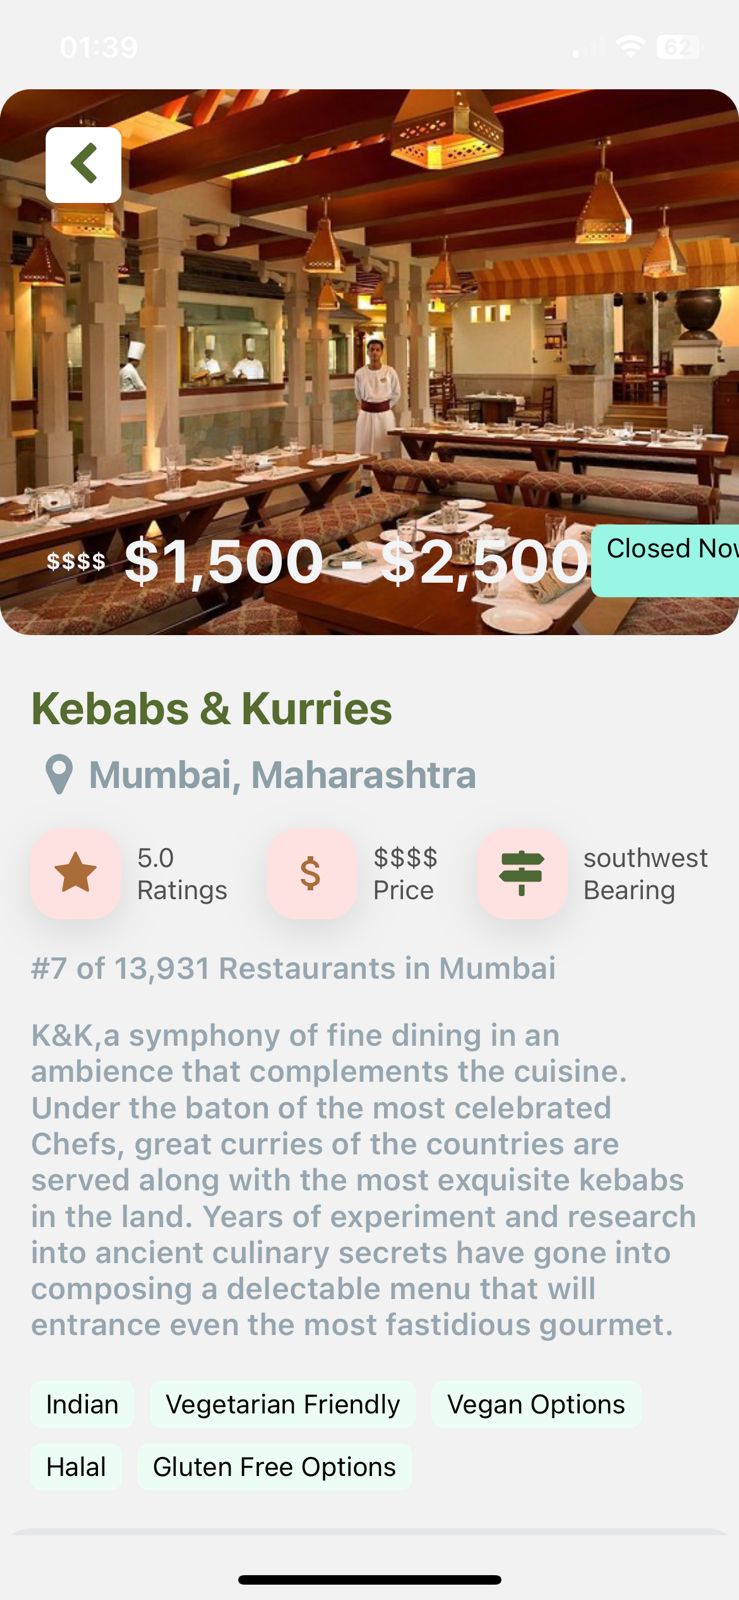 01:39
62
$$$$ $1,500 - $2,500
Closed Nov
Kebabs & Kurries
Mumbai, Maharashtra
5.0
Ratings
$
$$$$
Price
southwest
Bearing
#7 of 13,931 Restaurants in Mumbai
K&K,a symphony of fine dining in an
ambience that complements the cuisine.
Under the baton of the most celebrated
Chefs, great curries of the countries are
served along with the most exquisite kebabs
in the land. Years of experiment and research
into ancient culinary secrets have gone into
composing a delectable menu that will
entrance even the most fastidious gourmet.
Indian
Vegetarian Friendly
Vegan Options
Halal
Gluten Free Options